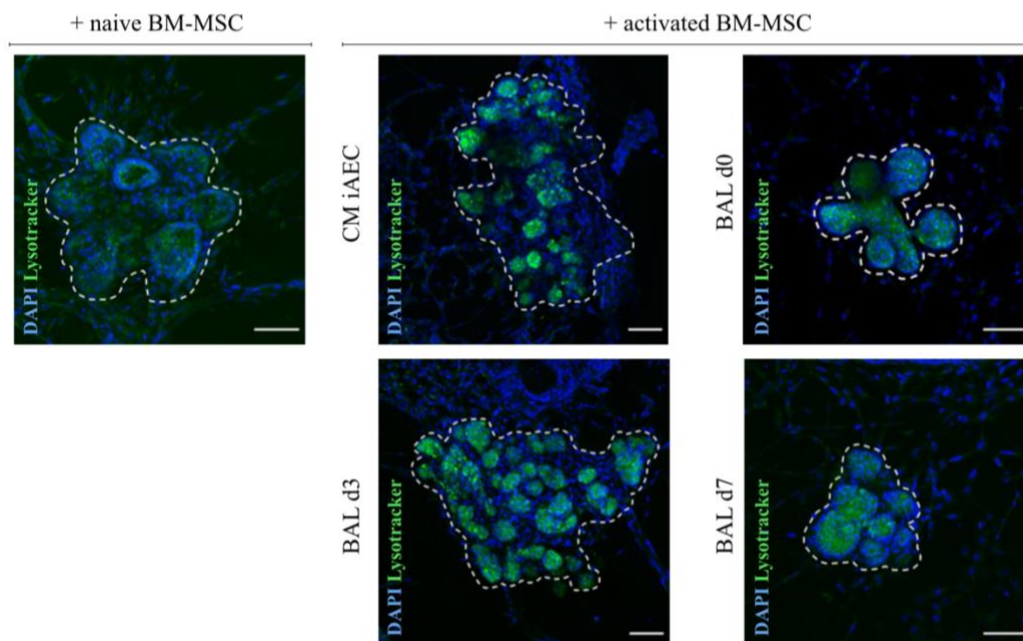 + naive BM-MSC
+ activated BM-MSC
DAPI Lysotracker
CM iAEC
DAPI Lysotracker
BAL d0
DAPI Lysotracker
BAL d3
DAPI Lysotracker
BAL d7
DAPI Lysotracker